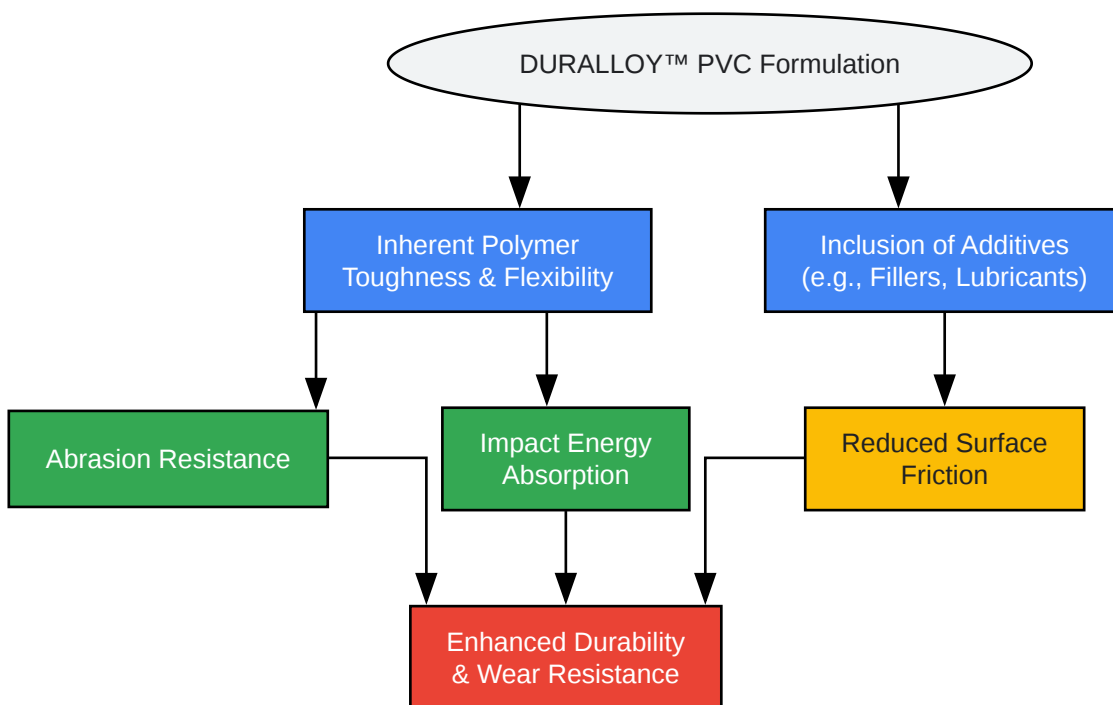 DURALLOY™ PVC Formulation
Inherent Polymer
Toughness & Flexibility
Inclusion of Additives
(e.g., Fillers, Lubricants)
Abrasion Resistance
Impact Energy
Absorption
Reduced Surface
Friction
Enhanced Durability
& Wear Resistance